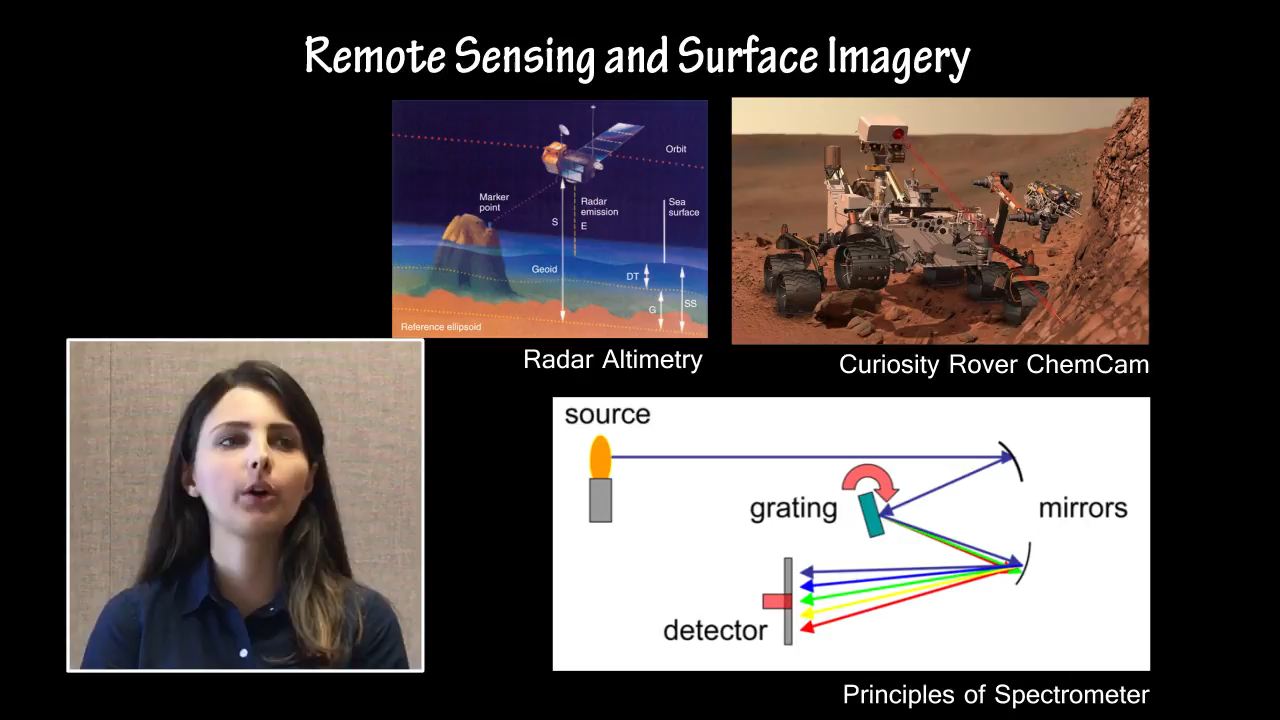 Remote Sensing and Surface Imagery
Orbit
Marker
point
Radar
emission
Sea
surface
S
E
Geoid
DT
G
SS
Reference ellipsoid
Radar Altimetry
Curiosity Rover ChemCam
source
grating
mirrors
detector
Principles of Spectrometer